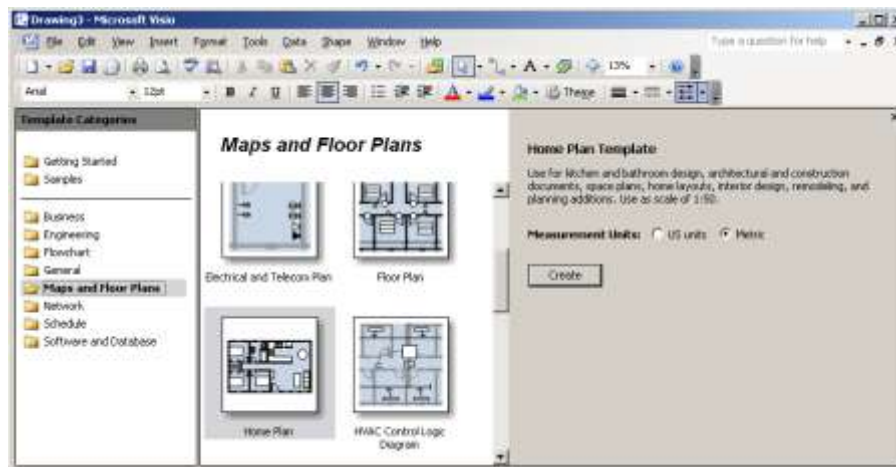 Drawing3 - Microsoft Visio
File Edit View Insert Format Tools Data Shape Window Help
Type a question for help
13%
Arial 12pt B I U Theme
Template Categories
Getting Started
Samples
Business
Engineering
Flowchart
General
Maps and Floor Plans
Network
Schedule
Software and Database
Maps and Floor Plans
Electrical and Telecom Plan Floor Plan
Home Plan HVAC Control Logic
Diagram
Home Plan Template
Use for kitchen and bathroom design, architectural and construction
documents, space plans, home layouts, interior design, remodeling, and
planning additions. Use as scale of 1:50.
Measurement Units: US units Metric
Create